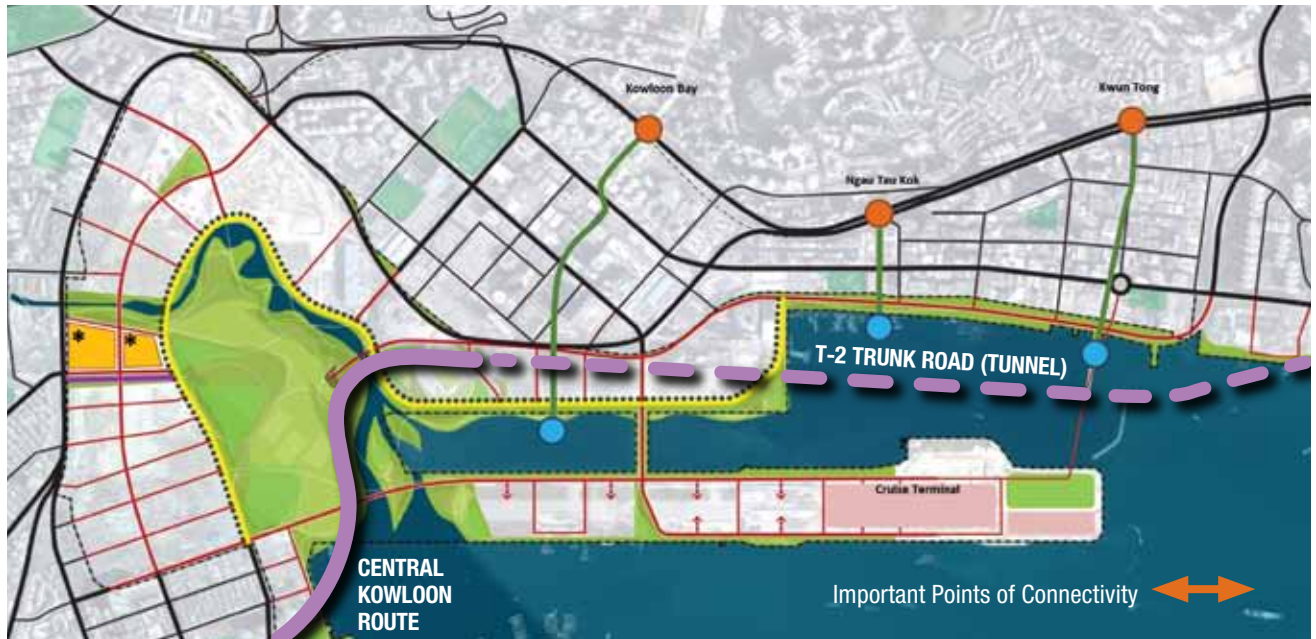 Kowloon Bay
Kwun Tong
Ngau Tau Kok
T-2 TRUNK ROAD (TUNNEL)
Cruise Terminal
CENTRAL
KOWLOON
ROUTE
Important Points of Connectivity